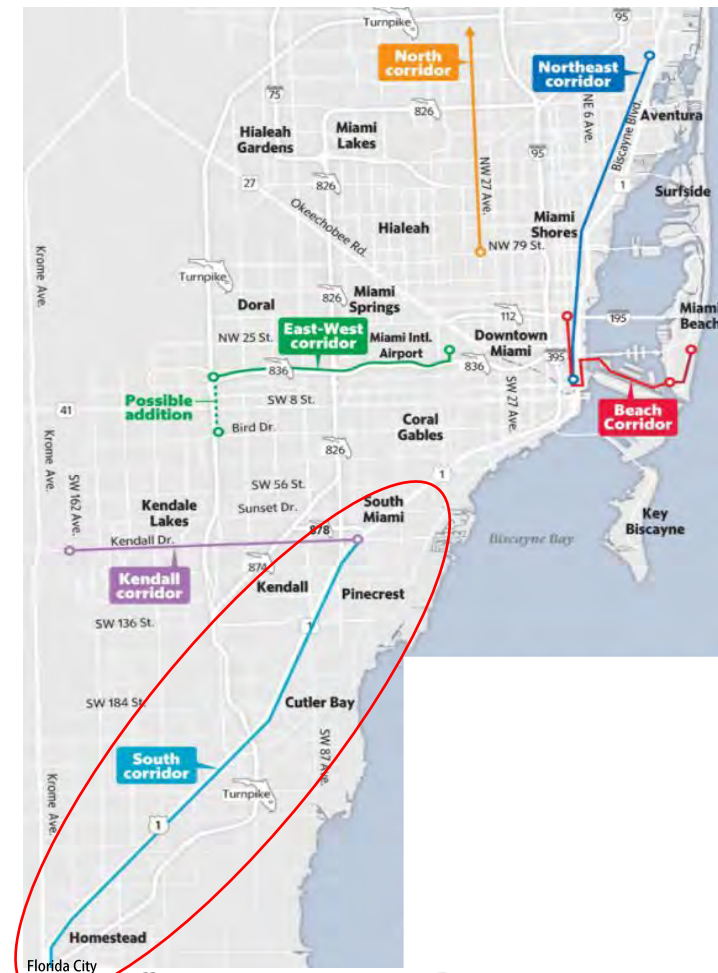 Turnpike
95
North
corridor
Northeast
corridor
75
826
NE 6 Ave.
Biscayne Blvd.
Aventura
Hialeah
Gardens
Miami
Lakes
95
27
826
NW 27 Ave.
1
Surfside
Okeechobee Rd.
Hialeah
Miami
Shores
NW 79 St.
Krome Ave.
Turnpike
Doral
826
Miami
Springs
112
195
Miami
Beach
NW 25 St.
East-West
corridor
Miami Intl.
Airport
Downtown
Miami
836
836
395
Possible
addition
SW 8 St.
SW 27 Ave.
Beach
Corridor
41
Bird Dr.
Coral
Gables
826
Krome Ave.
SW 162 Ave.
1
SW 56 St.
Kendale
Lakes
Sunset Dr.
South
Miami
Key
Biscayne
Kendall Dr.
878
Biscayne Bay
874
Kendall
corridor
Kendall
Pinecrest
SW 136 St.
1
SW 184 St.
Cutler Bay
SW 87 Ave.
South
corridor
Krome Ave.
Turnpike
1
Homestead
Florida City